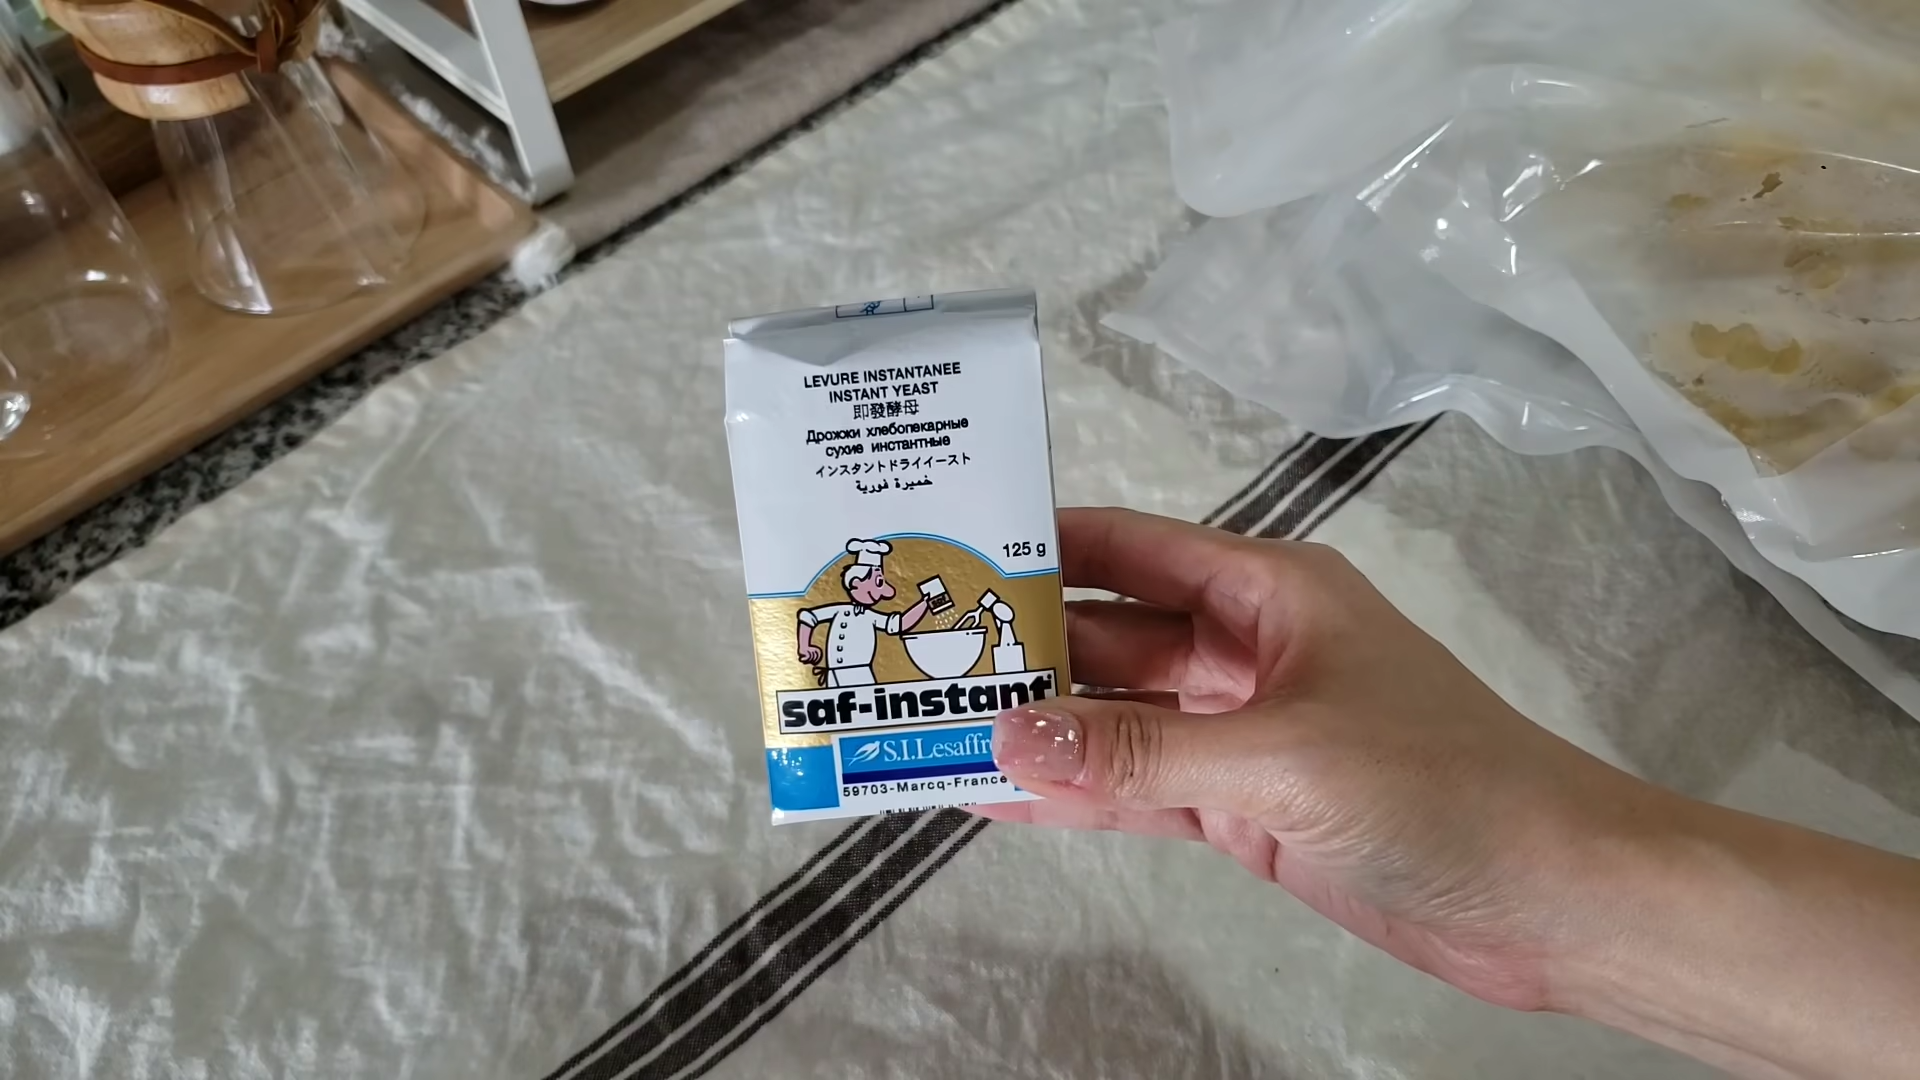 LEVURE INSTANTANEE
INSTANT YEAST
即發酵母
Дрожжи хлебопекарные
сухие инстантные
インスタントドライイースト
خميرة فورية
125 g
saf-instant
S.I.Lesaffr
59703-Marcq-France